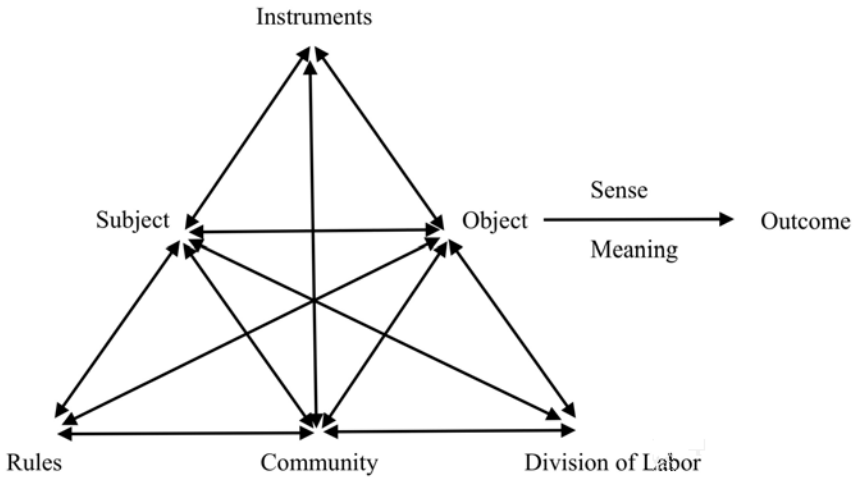 Instruments
Sense
Subject
Object
Outcome
Meaning
Rules
Community
Division of Labor